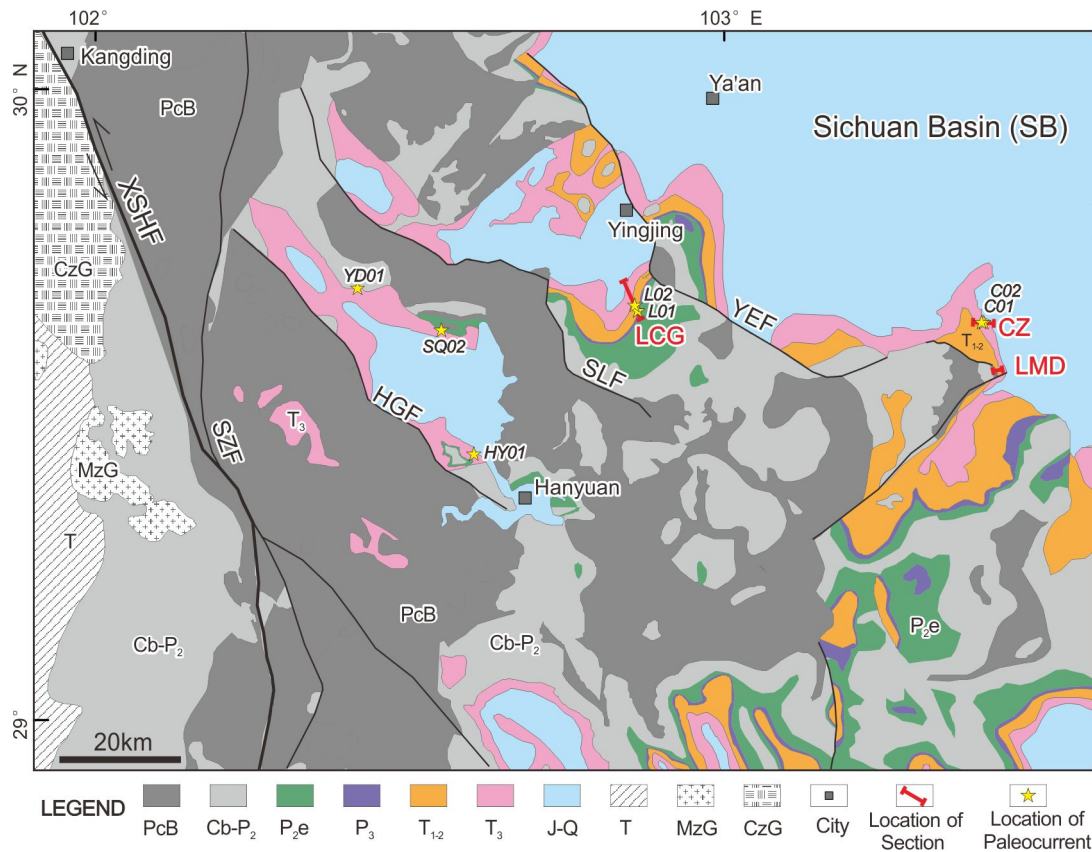 102°
103° E
30° N
29°
Kangding
PcB
Ya'an
Sichuan Basin (SB)
XSHF
CzG
Yingjing
YD01
SQ02
L02
L01
LCG
YEF
C02
C01
CZ
T₁₋₂
LMD
SLF
HGF
SZF
T₃
MzG
HY01
Hanyuan
T
PcB
Cb-P₂
Cb-P₂
P₂e
20km
LEGEND
PcB
Cb-P₂
P₂e
P₃
T₁₋₂
T₃
J-Q
T
MzG
CzG
City
Location of
Section
Location of
Paleocurrent